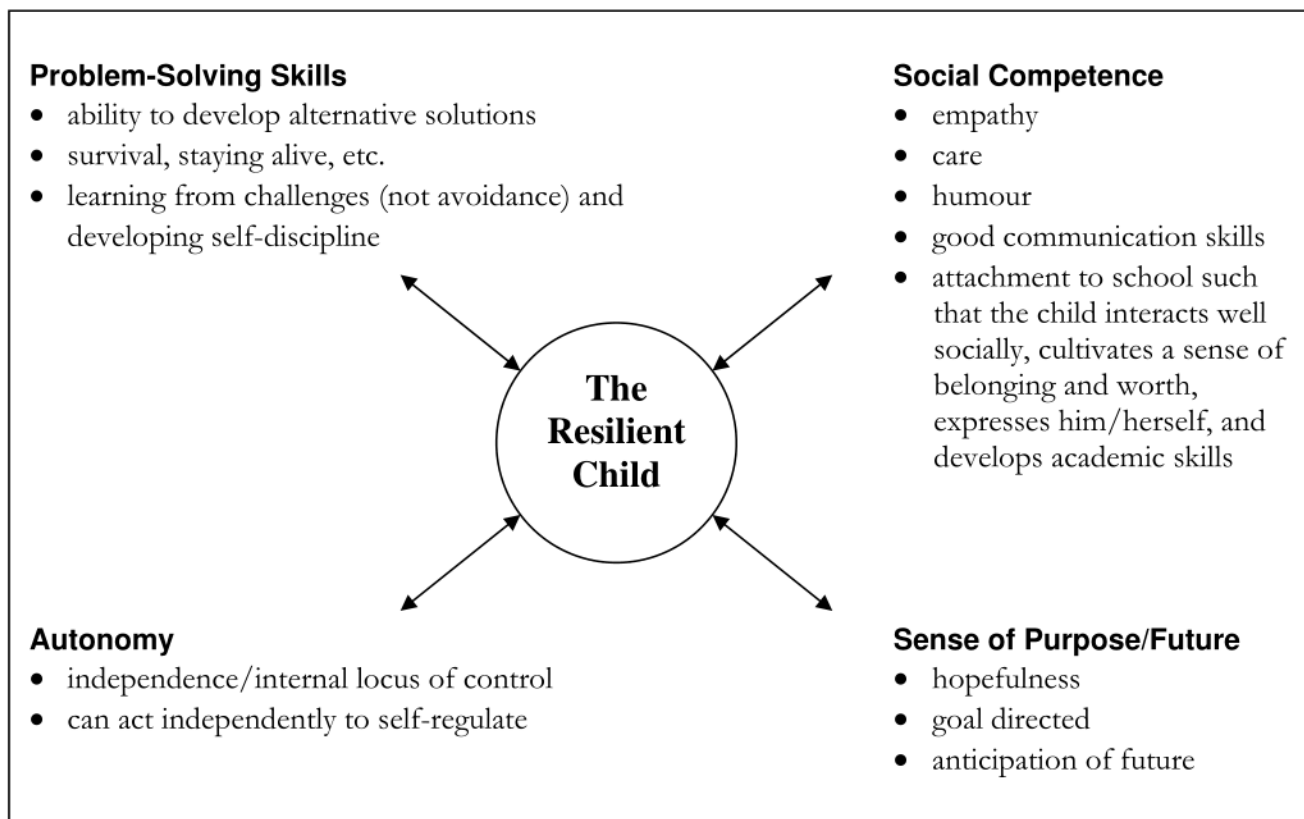 Problem-Solving Skills
• ability to develop alternative solutions
• survival, staying alive, etc.
• learning from challenges (not avoidance) and
developing self-discipline
Social Competence
• empathy
• care
• humour
• good communication skills
• attachment to school such
that the child interacts well
socially, cultivates a sense of
belonging and worth,
expresses him/herself, and
develops academic skills
The
Resilient
Child
Autonomy
• independence/internal locus of control
• can act independently to self-regulate
Sense of Purpose/Future
• hopefulness
• goal directed
• anticipation of future